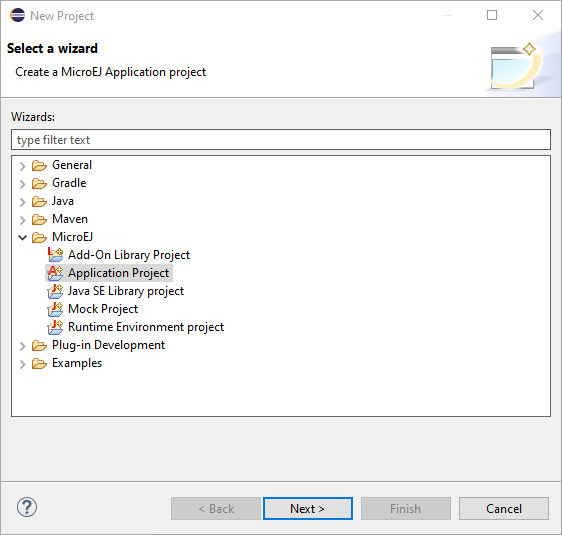 New Project
Select a wizard
Create a MicroEJ Application project
Wizards:
type filter text
General
Gradle
Java
Maven
MicroEJ
Add-On Library Project
Application Project
Java SE Library project
Mock Project
Runtime Environment project
Plug-in Development
Examples
? < Back Next > Finish Cancel